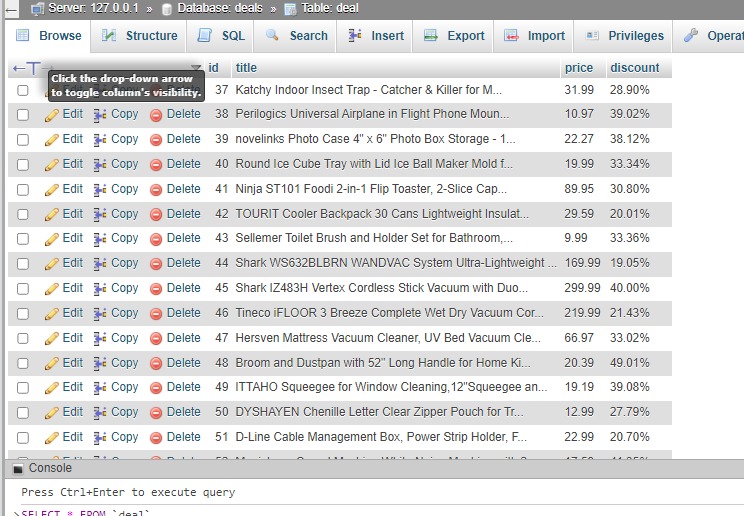 Server: 127.0.0.1 » Database: deals » Table: deal
Browse Structure SQL Search Insert Export Import Privileges Operat
←T→ id title price discount
Click the drop-down arrow
to toggle column's visibility.
37 Katchy Indoor Insect Trap - Catcher & Killer for M... 31.99 28.90%
Edit Copy Delete 38 Perilogics Universal Airplane in Flight Phone Moun... 10.97 39.02%
Edit Copy Delete 39 novelinks Photo Case 4" x 6" Photo Box Storage - 1... 22.27 38.12%
Edit Copy Delete 40 Round Ice Cube Tray with Lid Ice Ball Maker Mold f... 19.99 33.34%
Edit Copy Delete 41 Ninja ST101 Foodi 2-in-1 Flip Toaster, 2-Slice Cap... 89.95 30.80%
Edit Copy Delete 42 TOURIT Cooler Backpack 30 Cans Lightweight Insulat... 29.59 20.01%
Edit Copy Delete 43 Sellemer Toilet Brush and Holder Set for Bathroom,... 9.99 33.36%
Edit Copy Delete 44 Shark WS632BLBRN WANDVAC System Ultra-Lightweight ... 169.99 19.05%
Edit Copy Delete 45 Shark IZ483H Vertex Cordless Stick Vacuum with Duo... 299.99 40.00%
Edit Copy Delete 46 Tineco iFLOOR 3 Breeze Complete Wet Dry Vacuum Cor... 219.99 21.43%
Edit Copy Delete 47 Hersven Mattress Vacuum Cleaner, UV Bed Vacuum Cle... 66.97 33.02%
Edit Copy Delete 48 Broom and Dustpan with 52" Long Handle for Home Ki... 20.39 49.01%
Edit Copy Delete 49 ITTAHO Squeegee for Window Cleaning,12"Squeegee an... 19.19 39.08%
Edit Copy Delete 50 DYSHAYEN Chenille Letter Clear Zipper Pouch for Tr... 12.99 27.79%
Edit Copy Delete 51 D-Line Cable Management Box, Power Strip Holder, F... 22.99 20.70%
Console
Press Ctrl+Enter to execute query
>SELECT * FROM `deal`